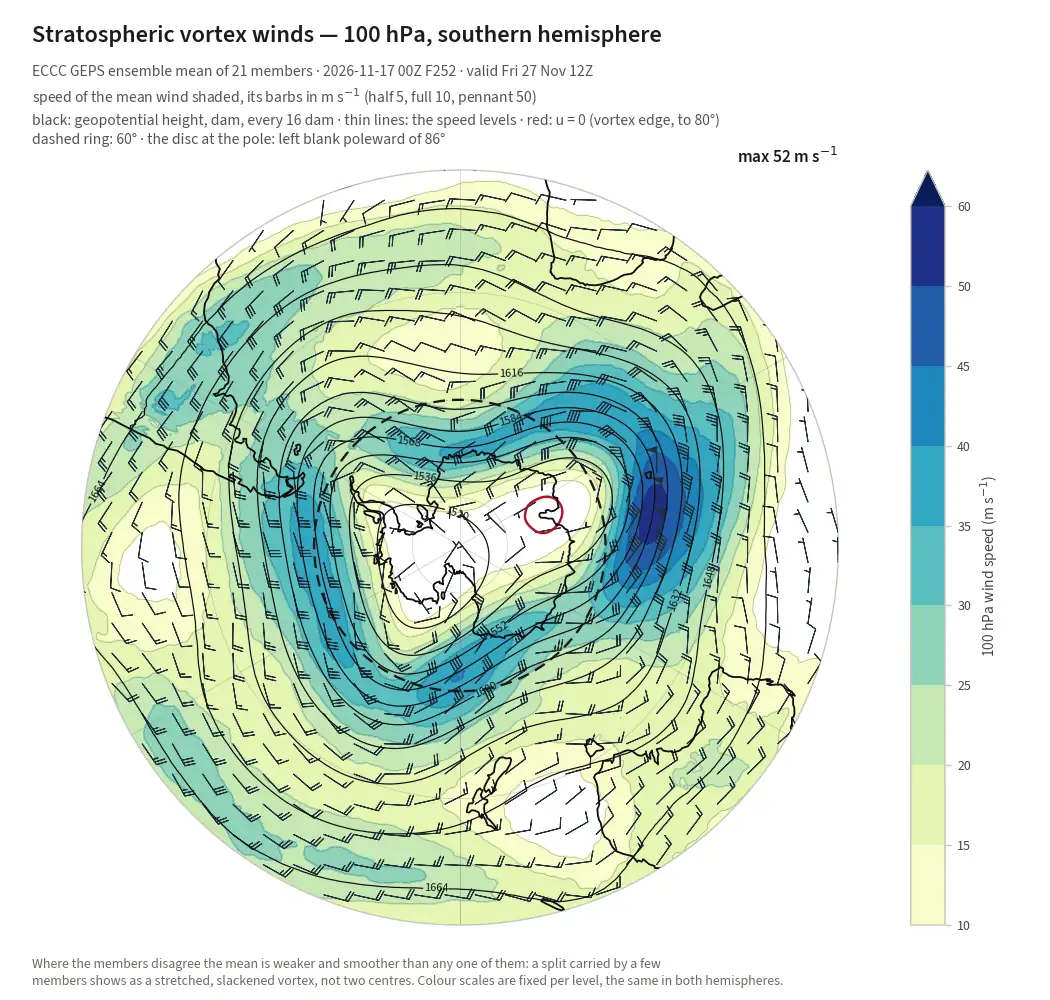 Stratospheric vortex winds — 100 hPa, southern hemisphere
ECCC GEPS ensemble mean of 21 members · 2026-11-17 00Z F252 · valid Fri 27 Nov 12Z
speed of the mean wind shaded, its barbs in m s⁻¹ (half 5, full 10, pennant 50)
black: geopotential height, dam, every 16 dam · thin lines: the speed levels · red: u = 0 (vortex edge, to 80°)
dashed ring: 60° · the disc at the pole: left blank poleward of 86°
max 52 m s⁻¹
60
50
45
40
35
30
25
20
15
10
100 hPa wind speed (m s⁻¹)
1616
1584
1568
1536
1520
1664
1648
1632
1552
1600
1664
Where the members disagree the mean is weaker and smoother than any one of them: a split carried by a few
members shows as a stretched, slackened vortex, not two centres. Colour scales are fixed per level, the same in both hemispheres.